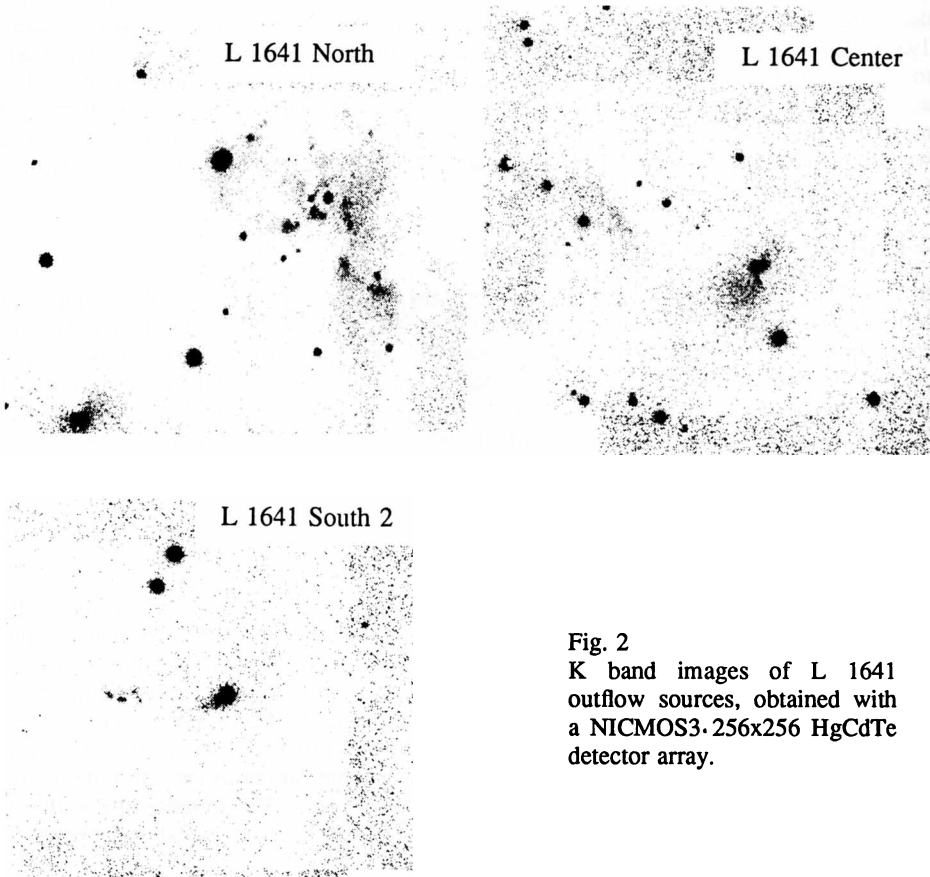 L 1641 North
L 1641 Center
L 1641 South 2
Fig. 2
K band images of L 1641
outflow sources, obtained with
a NICMOS3. 256x256 HgCdTe
detector array.